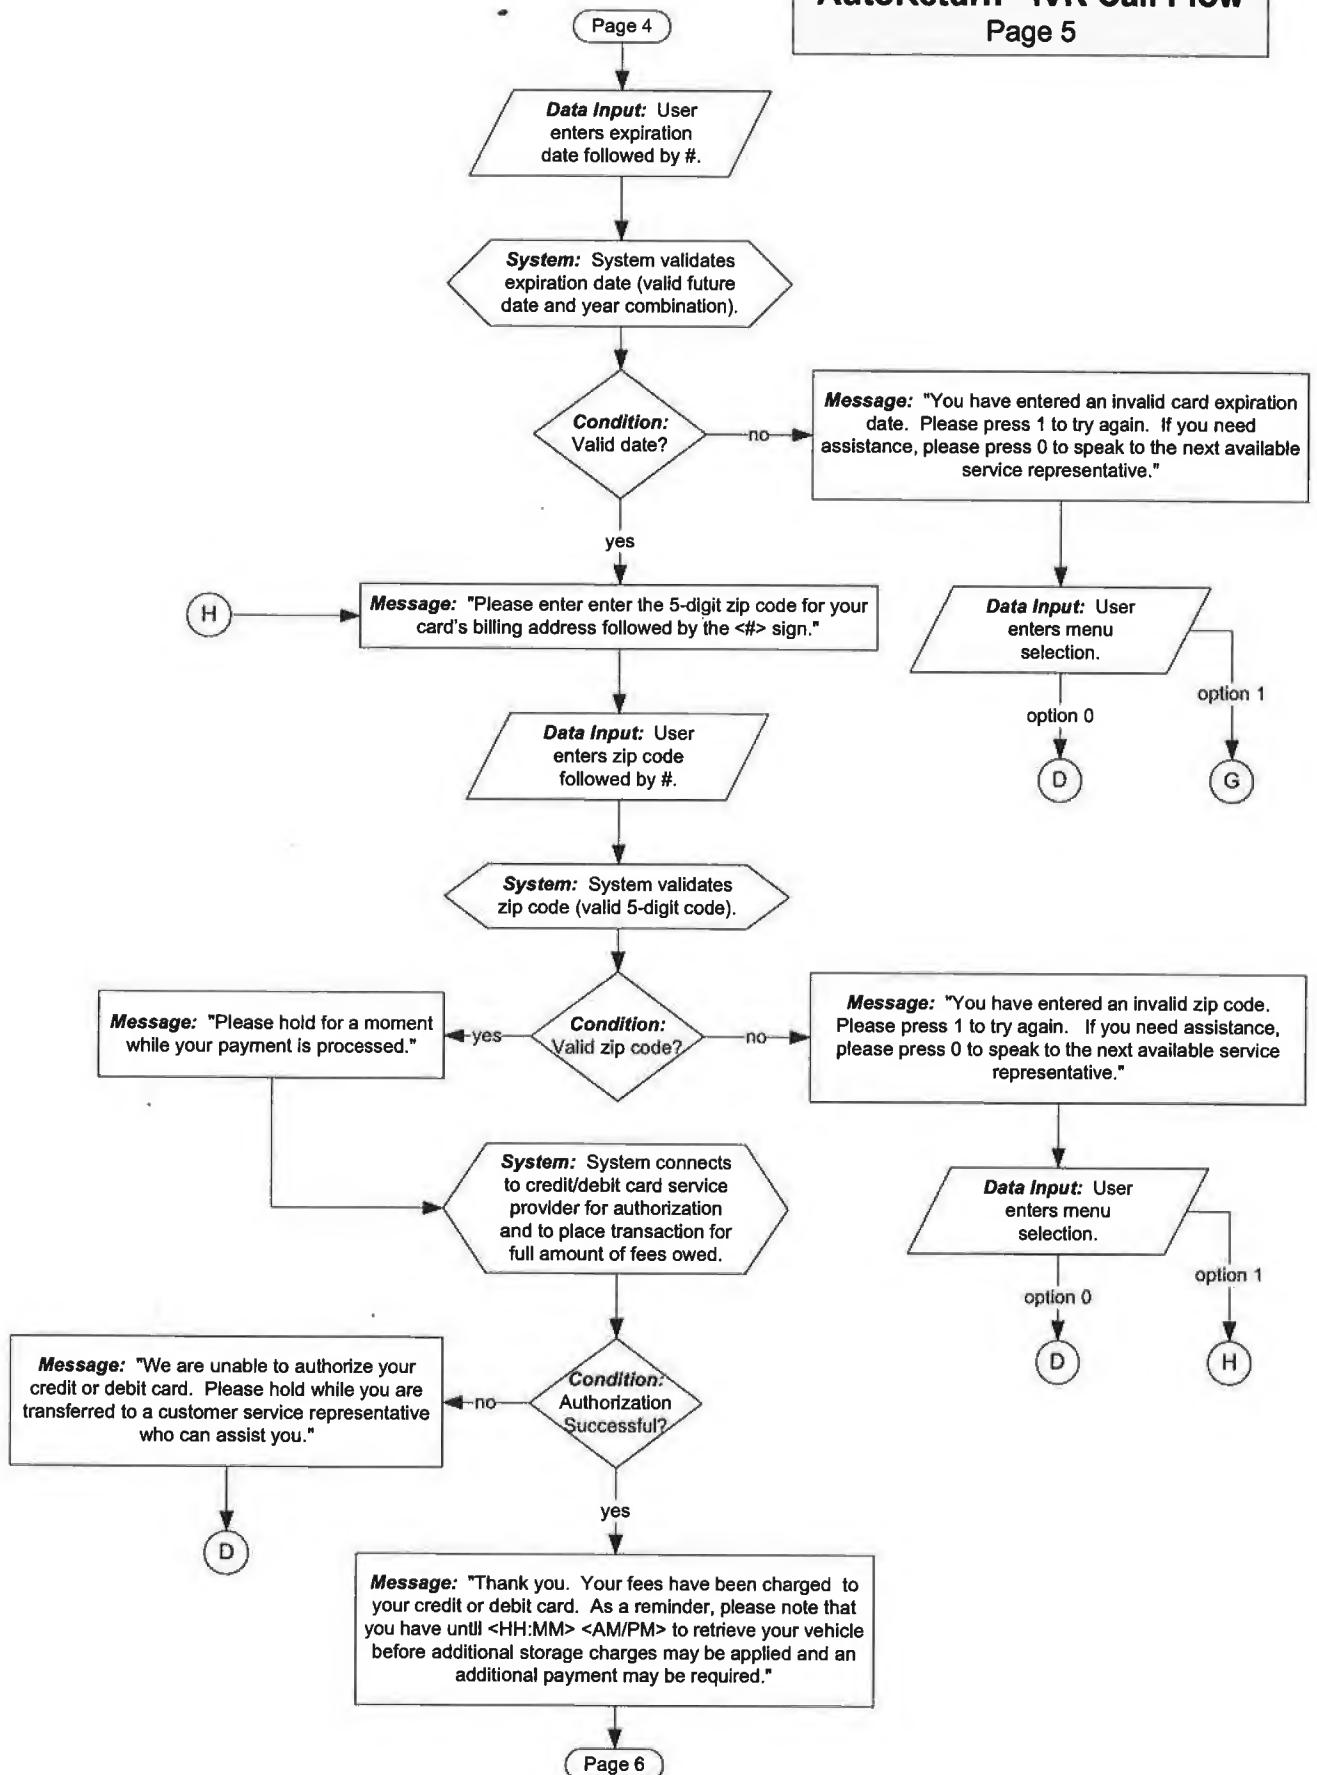 Page 4
AutoReturn - IVR Call Flow
Page 5
Data Input: User
enters expiration
date followed by #.
System: System validates
expiration date (valid future
date and year combination).
Condition:
Valid date?
no
Message: "You have entered an invalid card expiration
date. Please press 1 to try again. If you need
assistance, please press 0 to speak to the next available
service representative."
yes
H
Message: "Please enter enter the 5-digit zip code for your
card's billing address followed by the <#> sign."
Data Input: User
enters menu
selection.
option 0
option 1
D
G
Data Input: User
enters zip code
followed by #.
System: System validates
zip code (valid 5-digit code).
Condition:
Valid zip code?
yes
no
Message: "Please hold for a moment
while your payment is processed."
Message: "You have entered an invalid zip code.
Please press 1 to try again. If you need assistance,
please press 0 to speak to the next available service
representative."
System: System connects
to credit/debit card service
provider for authorization
and to place transaction for
full amount of fees owed.
Data Input: User
enters menu
selection.
option 0
option 1
D
H
Condition:
Authorization
Successful?
no
Message: "We are unable to authorize your
credit or debit card. Please hold while you are
transferred to a customer service representative
who can assist you."
D
yes
Message: "Thank you. Your fees have been charged to
your credit or debit card. As a reminder, please note that
you have until <HH:MM> <AM/PM> to retrieve your vehicle
before additional storage charges may be applied and an
additional payment may be required."
Page 6